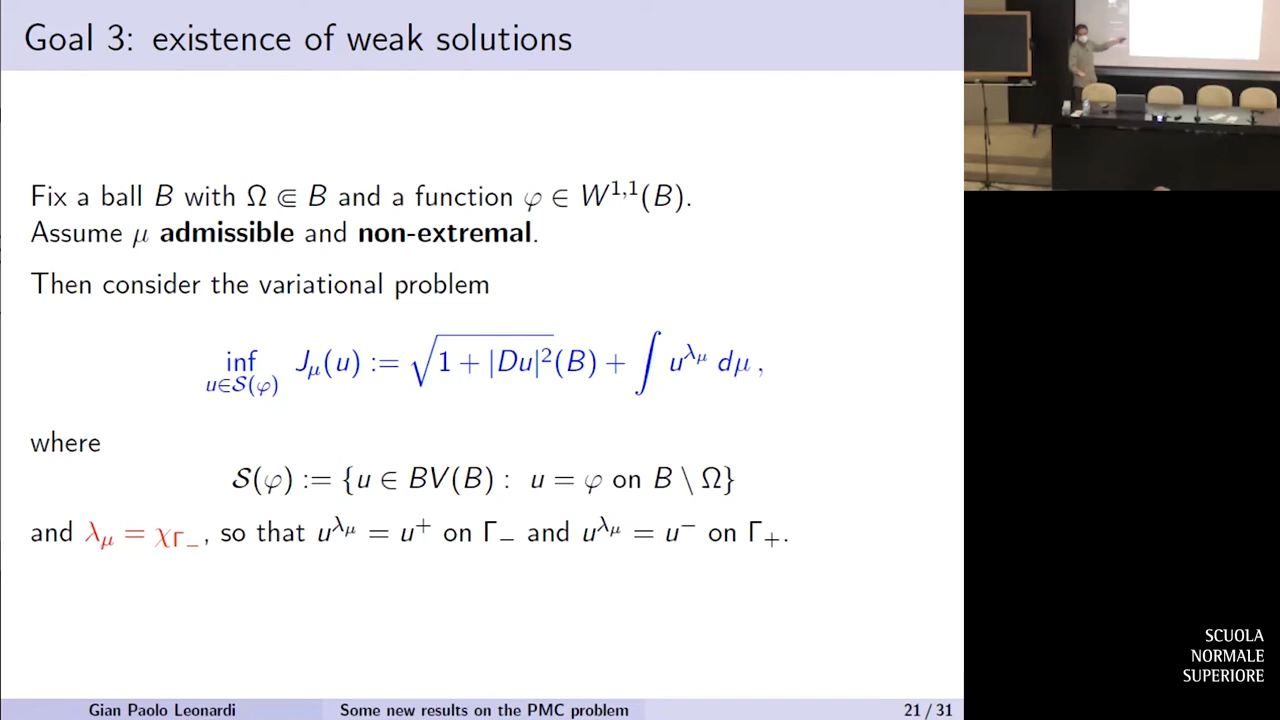 Goal 3: existence of weak solutions
Fix a ball B with Ω ⋐ B and a function φ ∈ W^{1,1}(B).
Assume μ admissible and non-extremal.
Then consider the variational problem
inf_{u∈𝒮(φ)} J_μ(u) := √(1 + |Du|²)(B) + ∫ u^{λ_μ} dμ ,
where
𝒮(φ) := {u ∈ BV(B) : u = φ on B \ Ω}
and λ_μ = χ_{Γ_−}, so that u^{λ_μ} = u^+ on Γ_− and u^{λ_μ} = u^− on Γ_+.
SCUOLA
NORMALE
SUPERIORE
Gian Paolo Leonardi Some new results on the PMC problem 21 / 31